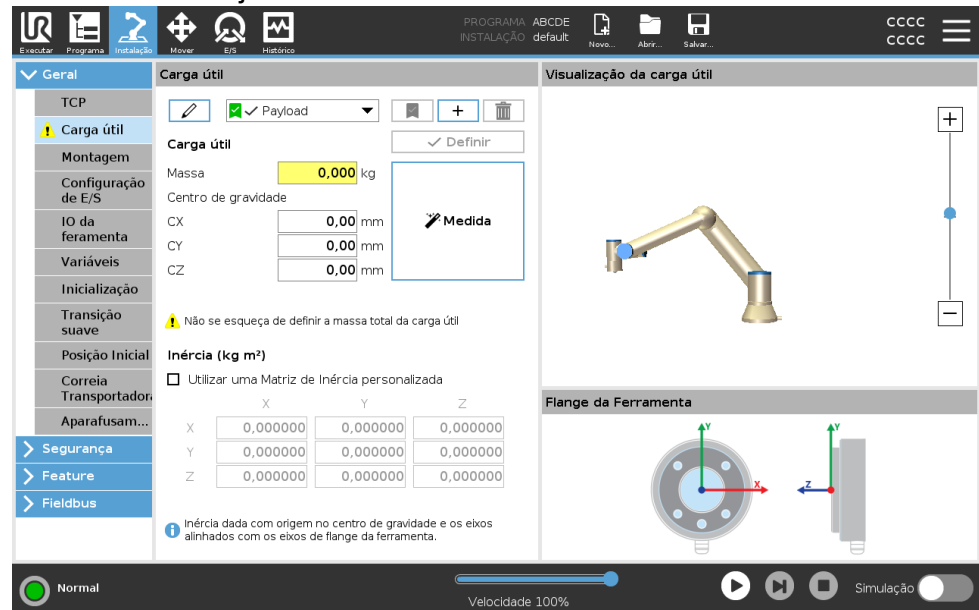 PROGRAMA ABCDE
INSTALAÇÃO default
CCCC
CCCC
UR
Executar
Programa
Instalação
Mover
E/S
Histórico
Novo...
Abrir...
Salvar...
Geral
TCP
Carga útil
Montagem
Configuração
de E/S
IO da
feramenta
Variáveis
Inicialização
Transição
suave
Posição Inicial
Correia
Transportadora
Aparafusam...
Segurança
Feature
Fieldbus
Carga útil
Payload
Carga útil
Definir
Massa 0,000 kg
Centro de gravidade
CX 0,00 mm
CY 0,00 mm
CZ 0,00 mm
Medida
Não se esqueça de definir a massa total da carga útil
Inércia (kg m²)
Utilizar uma Matriz de Inércia personalizada
X Y Z
X 0,000000 0,000000 0,000000
Y 0,000000 0,000000 0,000000
Z 0,000000 0,000000 0,000000
Inércia dada com origem no centro de gravidade e os eixos
alinhados com os eixos de flange da ferramenta.
Visualização da carga útil
Flange da Ferramenta
Y
X
Y
Z
Normal
Velocidade 100%
Simulação